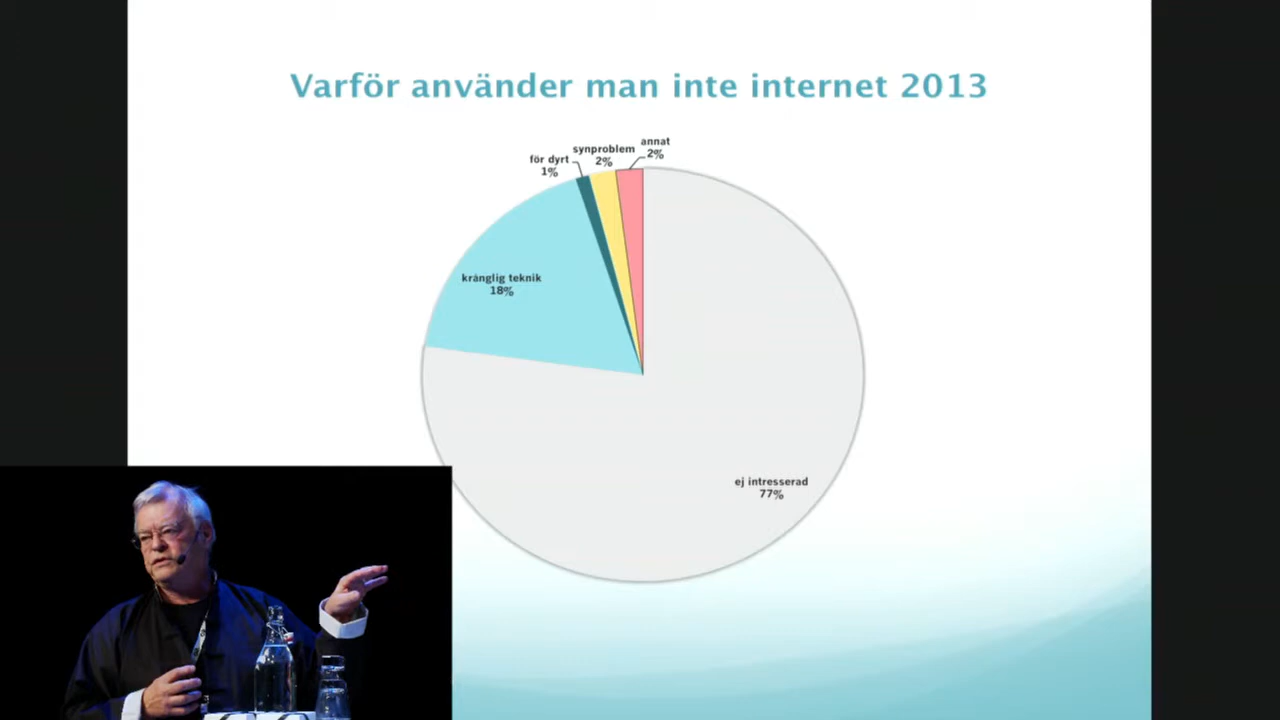 Varför använder man inte internet 2013
för dyrt
1%
synproblem
2%
annat
2%
krånglig teknik
18%
ej intresserad
77%